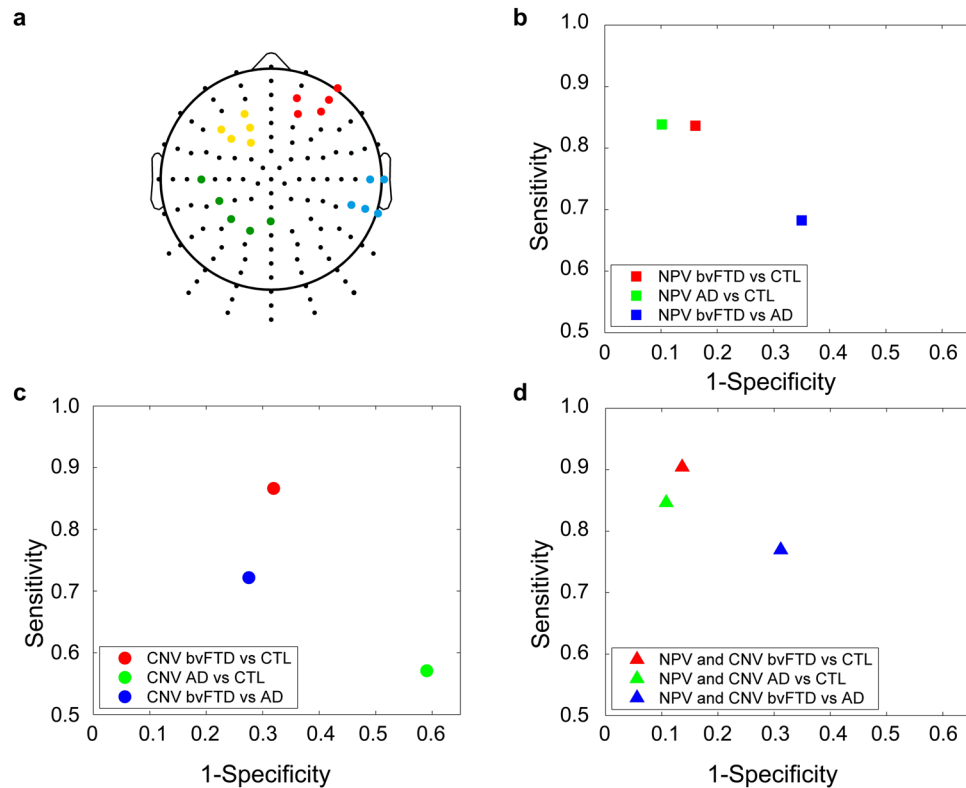 a
b
1.0
0.9
0.8
0.7
0.6
0.5
Sensitivity
NPV bvFTD vs CTL
NPV AD vs CTL
NPV bvFTD vs AD
0 0.1 0.2 0.3 0.4 0.5 0.6
1-Specificity
c
1.0
0.9
0.8
0.7
0.6
0.5
Sensitivity
CNV bvFTD vs CTL
CNV AD vs CTL
CNV bvFTD vs AD
0 0.1 0.2 0.3 0.4 0.5 0.6
1-Specificity
d
1.0
0.9
0.8
0.7
0.6
0.5
Sensitivity
NPV and CNV bvFTD vs CTL
NPV and CNV AD vs CTL
NPV and CNV bvFTD vs AD
0 0.1 0.2 0.3 0.4 0.5 0.6
1-Specificity